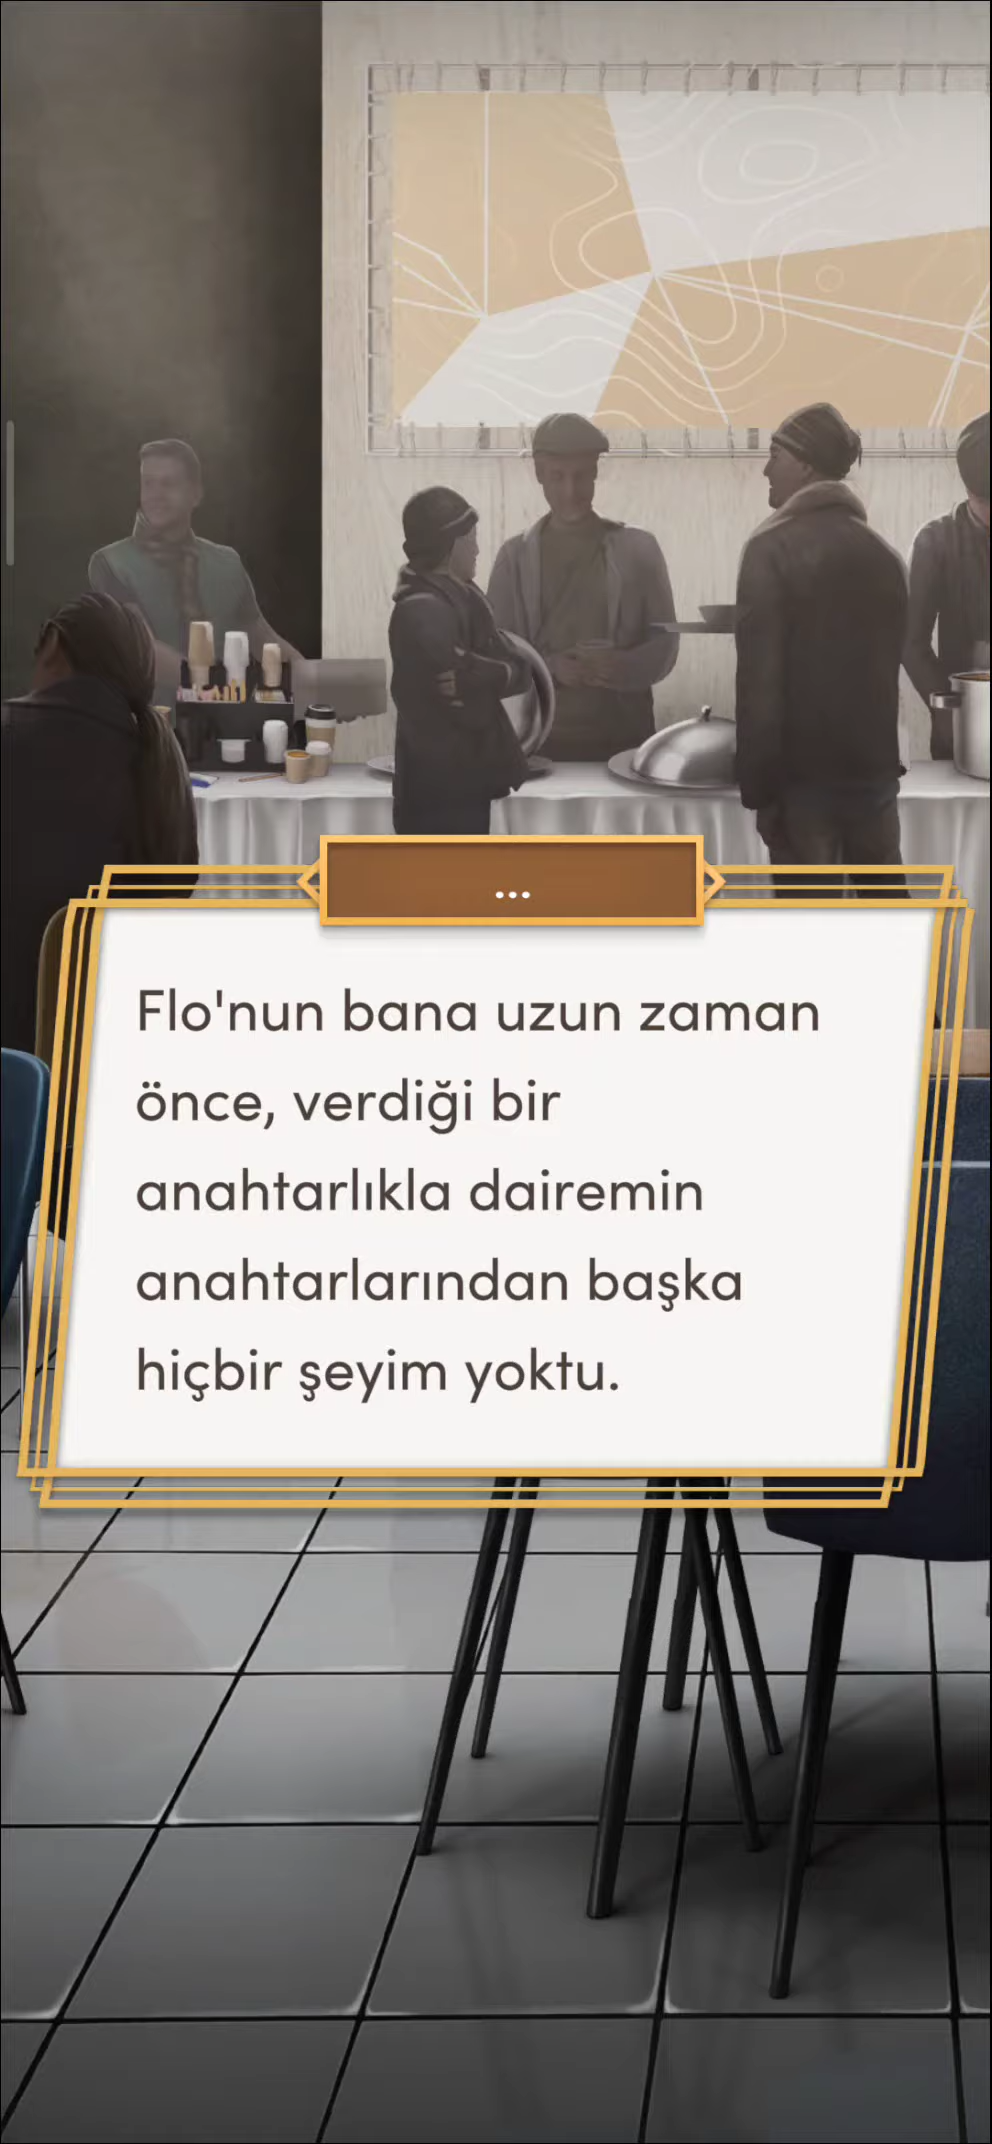 ...
Flo'nun bana uzun zaman
önce, verdiği bir
anahtarlıkla dairemin
anahtarlarından başka
hiçbir şeyim yoktu.